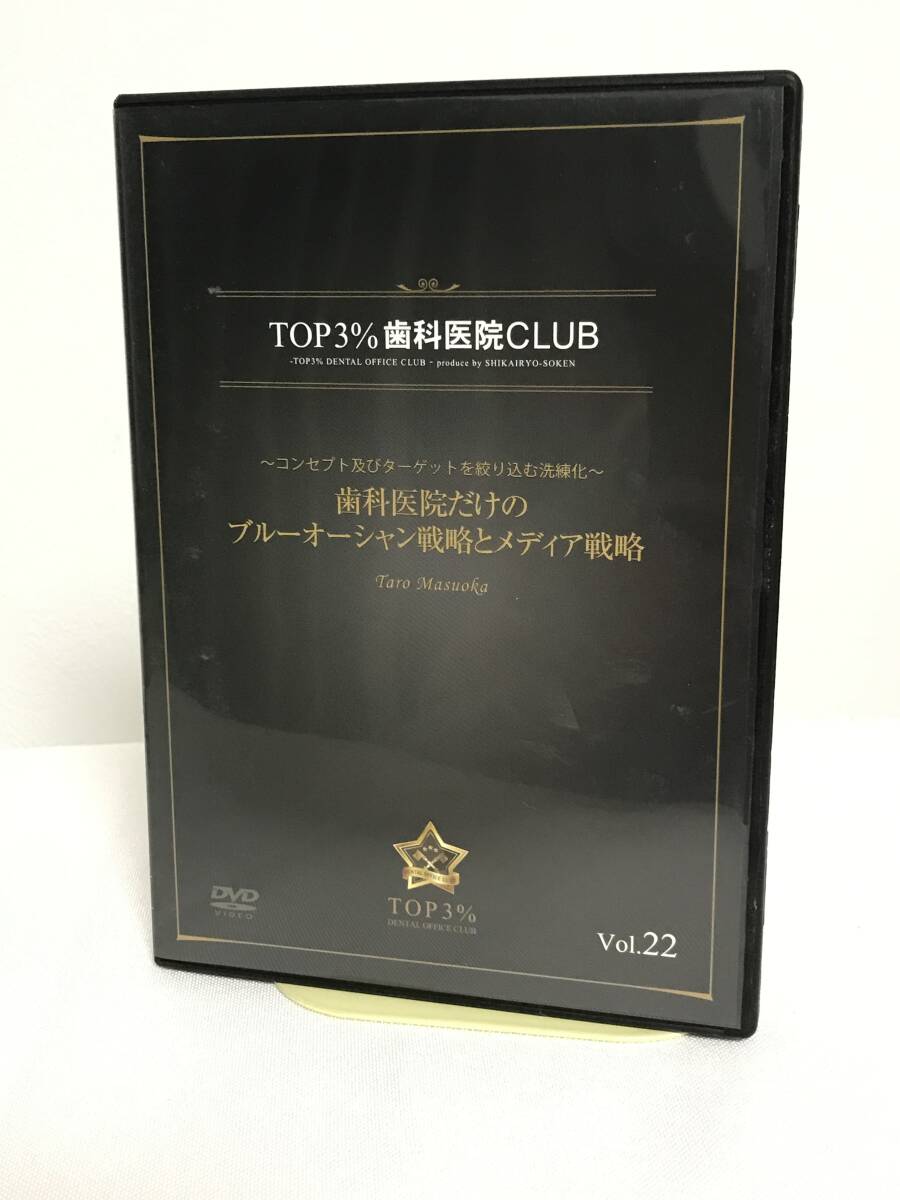 TOP3%歯科医院CLUB
-TOP3% DENTAL OFFICE CLUB - produce by SHIKAIRYO-SOKEN
～コンセプト及びターゲットを絞り込む洗練化～
歯科医院だけの
ブルーオーシャン戦略とメディア戦略
Taro Masuoka
DENTAL OFFICE CLUB
TOP3%
DENTAL OFFICE CLUB
DVD
VIDEO
Vol.22